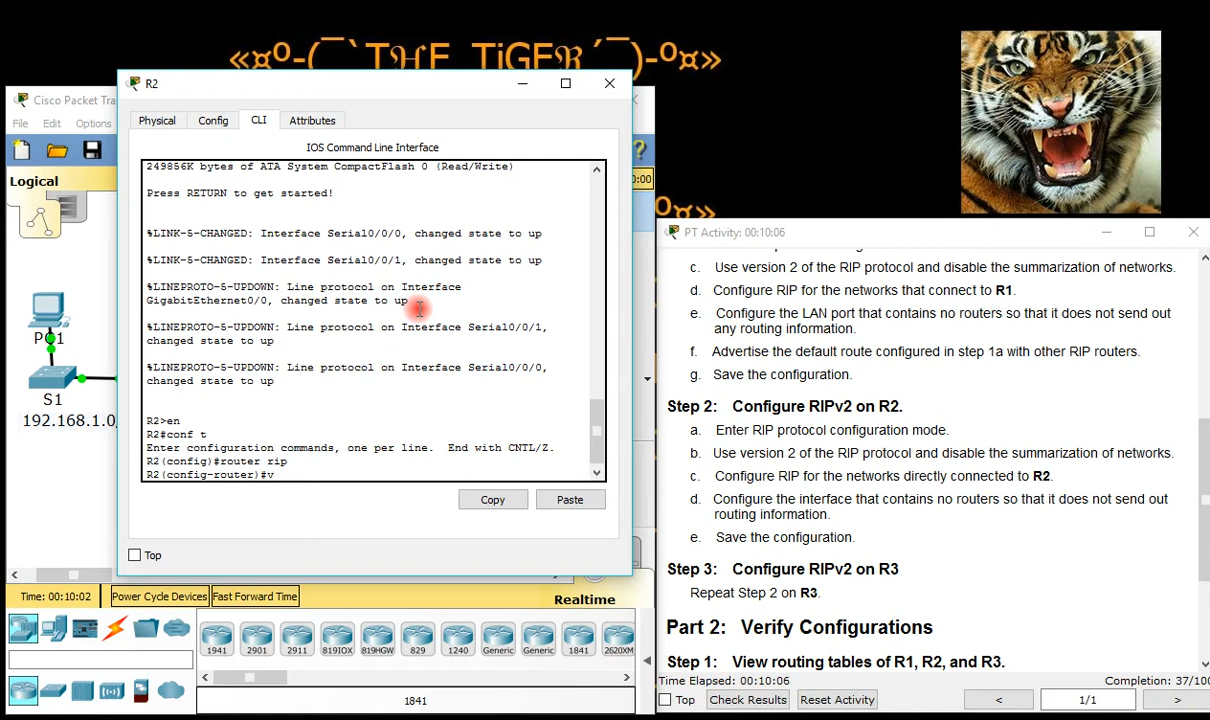 «¤º-(¯`TℋE TiGEƦ´¯)-º¤»
º¤»
Cisco Packet Tra
File Edit Options
Logical
:00
PC1
S1
192.168.1.0
R2
Physical Config CLI Attributes
IOS Command Line Interface
249856K bytes of ATA System CompactFlash 0 (Read/Write)
Press RETURN to get started!
%LINK-5-CHANGED: Interface Serial0/0/0, changed state to up
%LINK-5-CHANGED: Interface Serial0/0/1, changed state to up
%LINEPROTO-5-UPDOWN: Line protocol on Interface
GigabitEthernet0/0, changed state to up
%LINEPROTO-5-UPDOWN: Line protocol on Interface Serial0/0/1,
changed state to up
%LINEPROTO-5-UPDOWN: Line protocol on Interface Serial0/0/0,
changed state to up
R2>en
R2#conf t
Enter configuration commands, one per line. End with CNTL/Z.
R2(config)#router rip
R2(config-router)#v
Copy Paste
Top
Time: 00:10:02 Power Cycle Devices Fast Forward Time Realtime
1941 2901 2911 819IOX 819HGW 829 1240 Generic Generic 1841 2620XM
1841
PT Activity: 00:10:06
c. Use version 2 of the RIP protocol and disable the summarization of networks.
d. Configure RIP for the networks that connect to R1.
e. Configure the LAN port that contains no routers so that it does not send out
any routing information.
f. Advertise the default route configured in step 1a with other RIP routers.
g. Save the configuration.
Step 2: Configure RIPv2 on R2.
a. Enter RIP protocol configuration mode.
b. Use version 2 of the RIP protocol and disable the summarization of networks.
c. Configure RIP for the networks directly connected to R2.
d. Configure the interface that contains no routers so that it does not send out
routing information.
e. Save the configuration.
Step 3: Configure RIPv2 on R3
Repeat Step 2 on R3.
Part 2: Verify Configurations
Step 1: View routing tables of R1, R2, and R3.
Time Elapsed: 00:10:06 Completion: 37/100
Top Check Results Reset Activity < 1/1 >